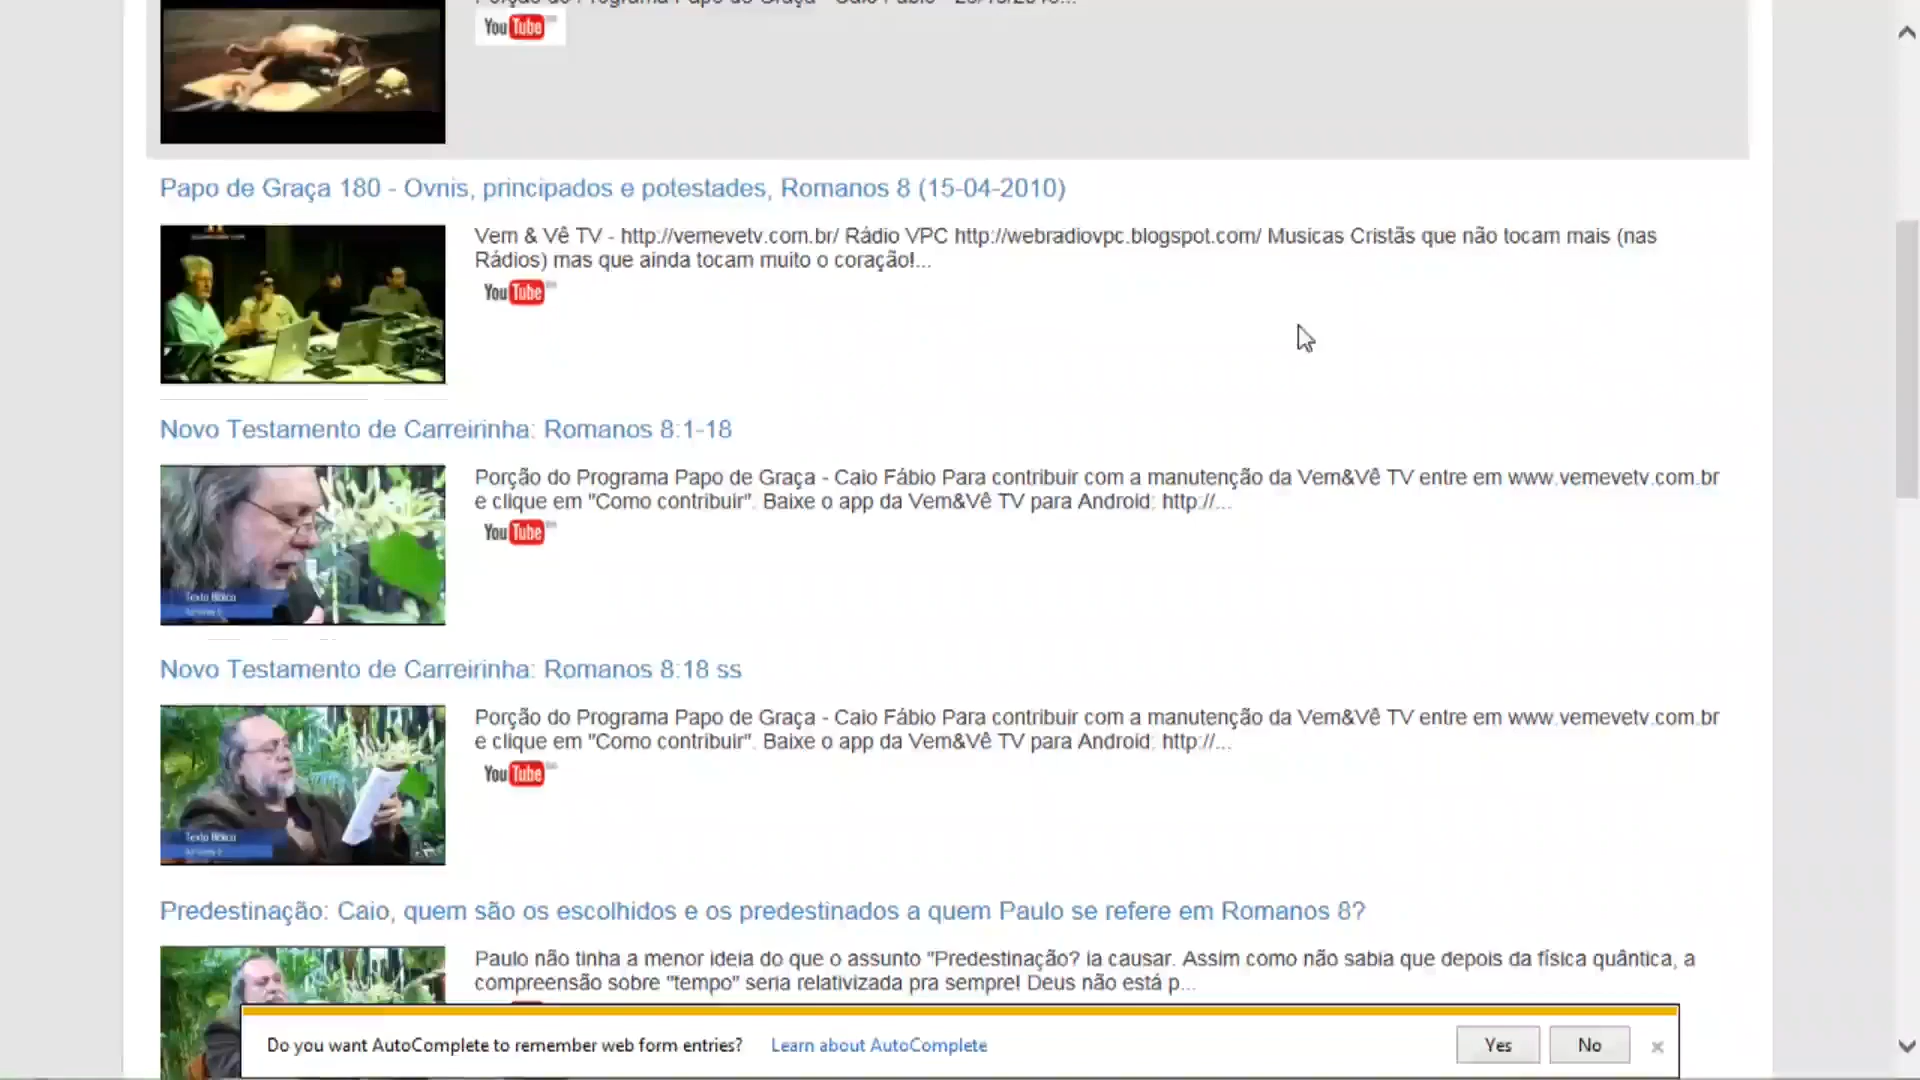 YouTube
Papo de Graça 180 - Ovnis, principados e potestades, Romanos 8 (15-04-2010)
Vem & Vê TV - http://vemevetv.com.br/ Rádio VPC http://webradiovpc.blogspot.com/ Musicas Cristãs que não tocam mais (nas
Rádios) mas que ainda tocam muito o coração!...
YouTube
Novo Testamento de Carreirinha: Romanos 8:1-18
Porção do Programa Papo de Graça - Caio Fábio Para contribuir com a manutenção da Vem&Vê TV entre em www.vemevetv.com.br
e clique em "Como contribuir". Baixe o app da Vem&Vê TV para Android: http://...
YouTube
Texto Bíblico
Novo Testamento de Carreirinha: Romanos 8:18 ss
Porção do Programa Papo de Graça - Caio Fábio Para contribuir com a manutenção da Vem&Vê TV entre em www.vemevetv.com.br
e clique em "Como contribuir". Baixe o app da Vem&Vê TV para Android: http://...
YouTube
Texto Bíblico
Predestinação: Caio, quem são os escolhidos e os predestinados a quem Paulo se refere em Romanos 8?
Paulo não tinha a menor ideia do que o assunto "Predestinação? ia causar. Assim como não sabia que depois da física quântica, a
compreensão sobre "tempo" seria relativizada pra sempre! Deus não está p...
Do you want AutoComplete to remember web form entries? Learn about AutoComplete Yes No